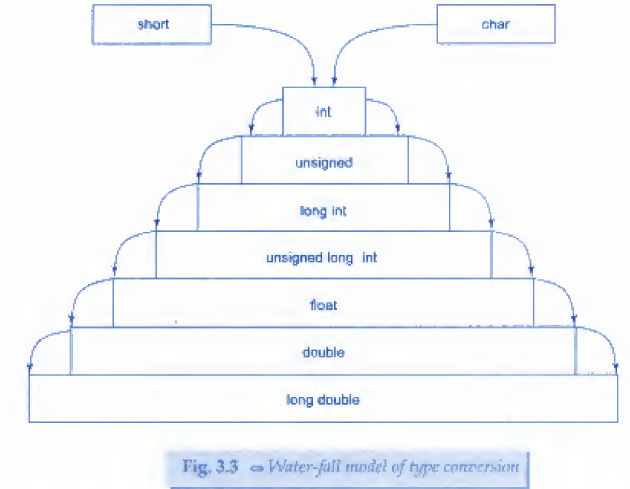 short
char
int
unsigned
long int
unsigned long int
float
double
long double
Fig. 3.3 ⇔ Water-fall model of type conversion